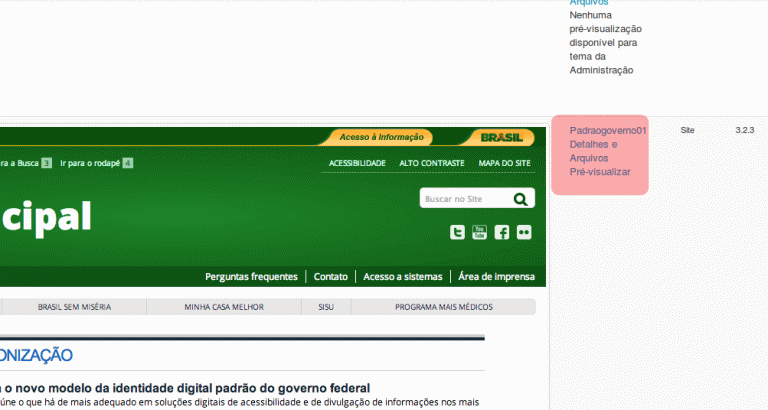 Arquivos
Nenhuma
pré-visualização
disponível para
tema da
Administração
Acesso à Informação
BRASIL
Padraogoverno01
Detalhes e
Arquivos
Pré-visualizar
Site
3.2.3
ra a Busca 3 Ir para o rodapé 4
ACESSIBILIDADE ALTO CONTRASTE MAPA DO SITE
Buscar no Site
cipal
You Tube
Perguntas frequentes Contato Acesso a sistemas Área de imprensa
BRASIL SEM MISÉRIA MINHA CASA MELHOR SISU PROGRAMA MAIS MÉDICOS
ONIZAÇÃO
o novo modelo da identidade digital padrão do governo federal
úne o que há de mais adequado em soluções digitais de acessibilidade e de divulgação de informações nos mais